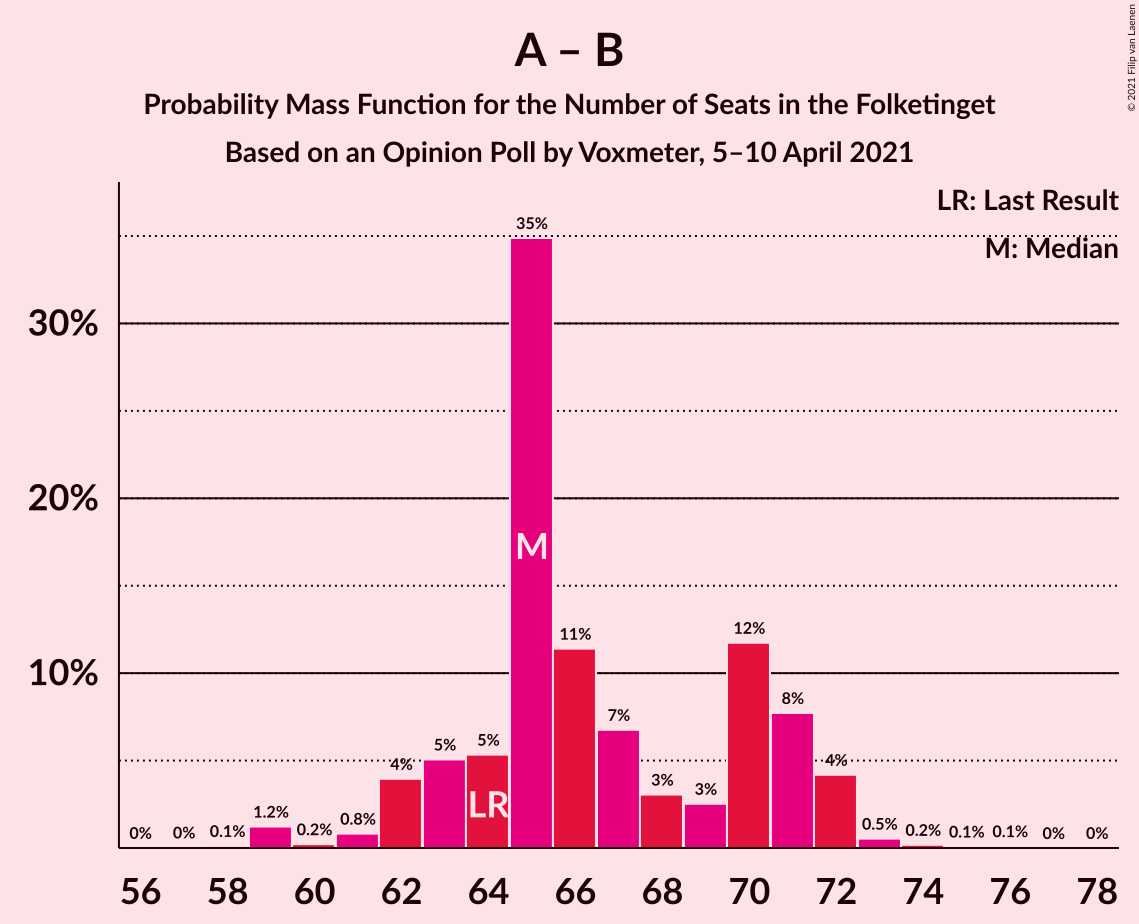 A – B
Probability Mass Function for the Number of Seats in the Folketinget
Based on an Opinion Poll by Voxmeter, 5–10 April 2021
© 2021 Filip van Laenen
LR: Last Result
M: Median
30%
20%
10%
0%
0%
0.1%
1.2%
0.2%
0.8%
4%
5%
5%
35%
11%
7%
3%
3%
12%
8%
4%
0.5%
0.2%
0.1%
0.1%
0%
0%
LR
M
56 58 60 62 64 66 68 70 72 74 76 78